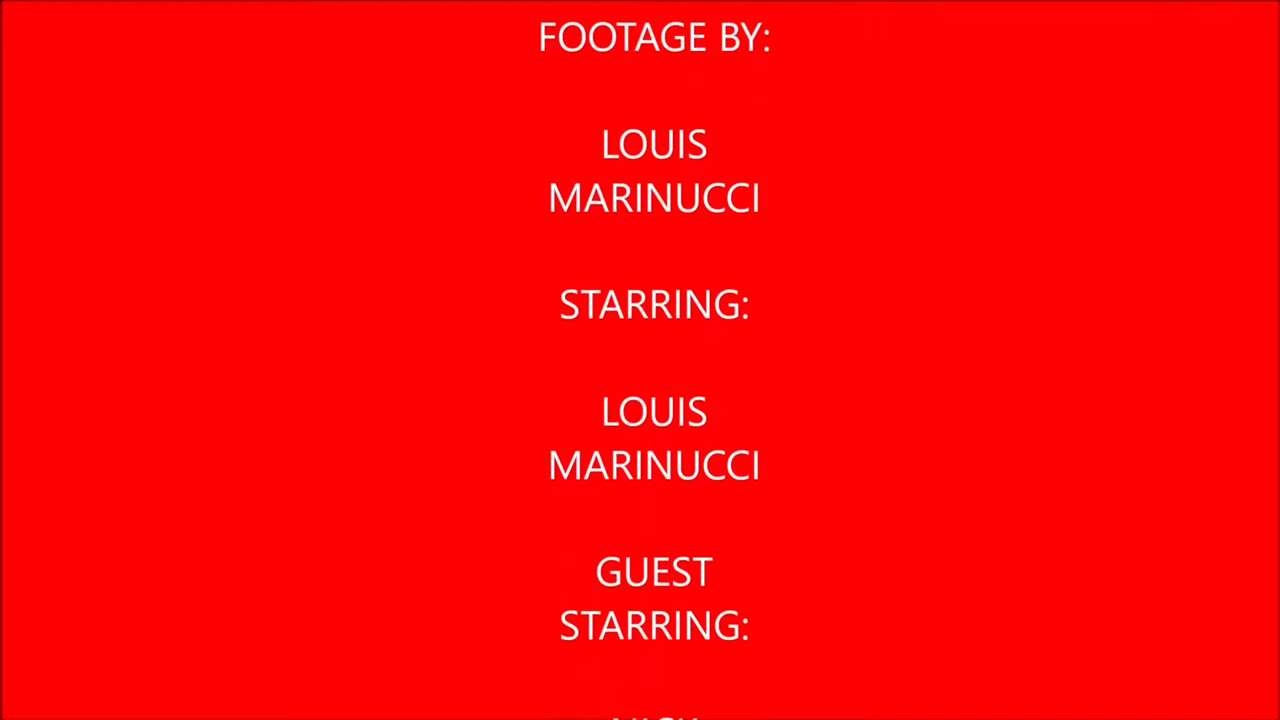 FOOTAGE BY:
LOUIS
MARINUCCI
STARRING:
LOUIS
MARINUCCI
GUEST
STARRING: